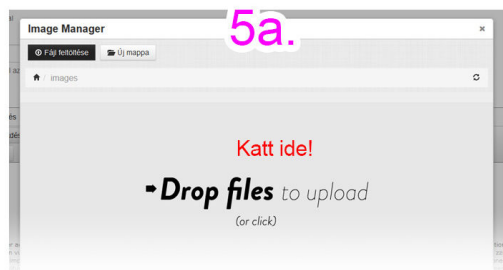 5a.
Image Manager
Fájl feltöltése Új mappa
/ images
Katt ide!
Drop files to upload
(or click)